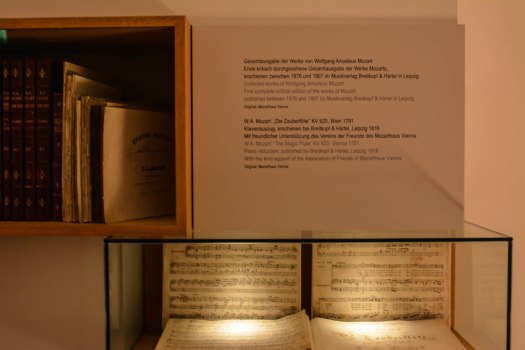 Gesamtausgabe der Werke von Wolfgang Amadeus Mozart
Erste kritisch durchgesehene Gesamtausgabe der Werke Mozarts,
erschienen zwischen 1876 und 1907 im Musikverlag Breitkopf & Härtel in Leipzig
Collected works of Wolfgang Amadeus Mozart
First complete critical edition of the works of Mozart,
published between 1876 and 1907 by Musikverlag Breitkopf & Härtel in Leipzig
Original: Mozarthaus Vienna
W.A. Mozart: „Die Zauberflöte" KV 620, Wien 1791
Klavierauszug, erschienen bei Breitkopf & Härtel, Leipzig 1816
Mit freundlicher Unterstützung des Vereins der Freunde des Mozarthauses Vienna
W.A. Mozart: "The Magic Flute" KV 620, Vienna 1791
Piano reduction, published by Breitkopf & Härtel, Leipzig 1816
With the kind support of the Association of Friends of Mozarthaus Vienna
Original: Mozarthaus Vienna